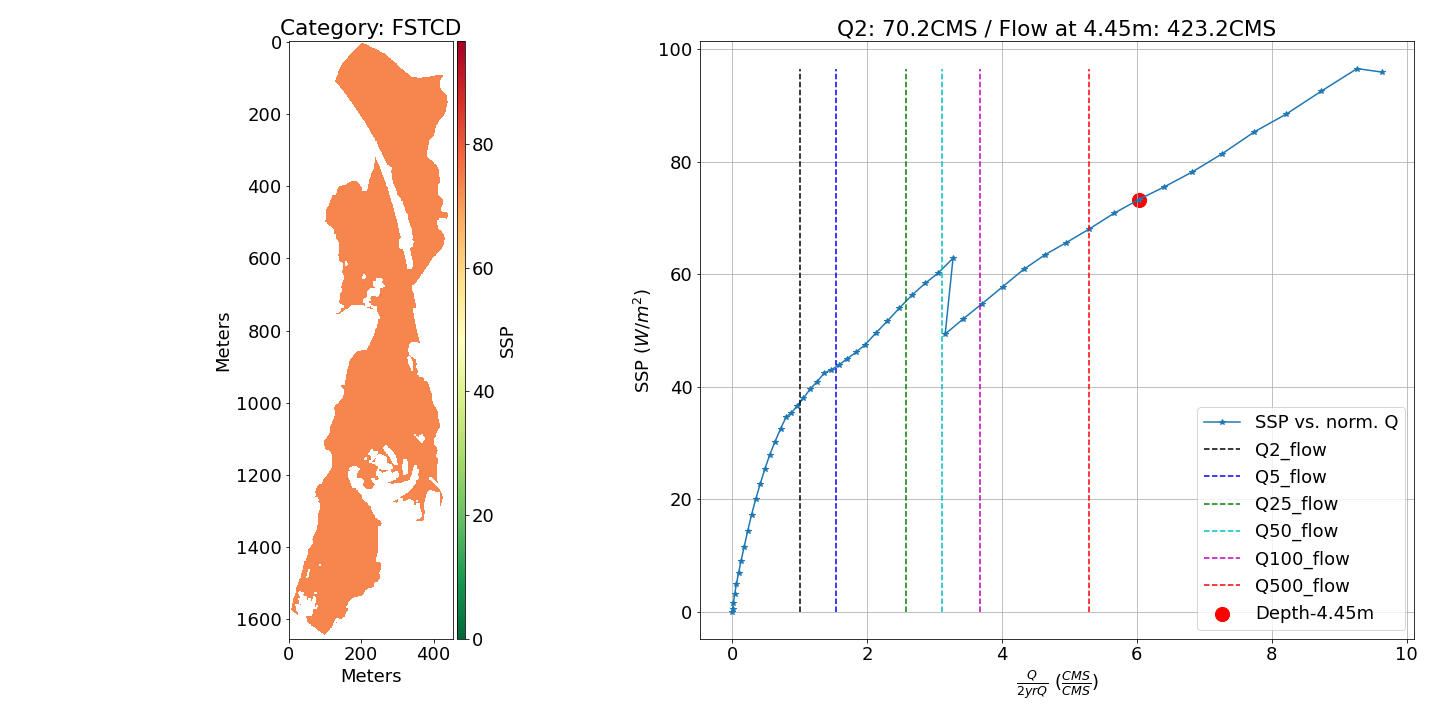 Category: FSTCD
0
200
400
600
800
1000
1200
1400
1600
Meters
0
200
400
Meters
80
60
40
20
0
SSP
Q2: 70.2CMS / Flow at 4.45m: 423.2CMS
100
80
60
40
20
0
SSP (W/m²)
0
2
4
6
8
10
Q/2yrQ (CMS/CMS)
SSP vs. norm. Q
Q2_flow
Q5_flow
Q25_flow
Q50_flow
Q100_flow
Q500_flow
Depth-4.45m